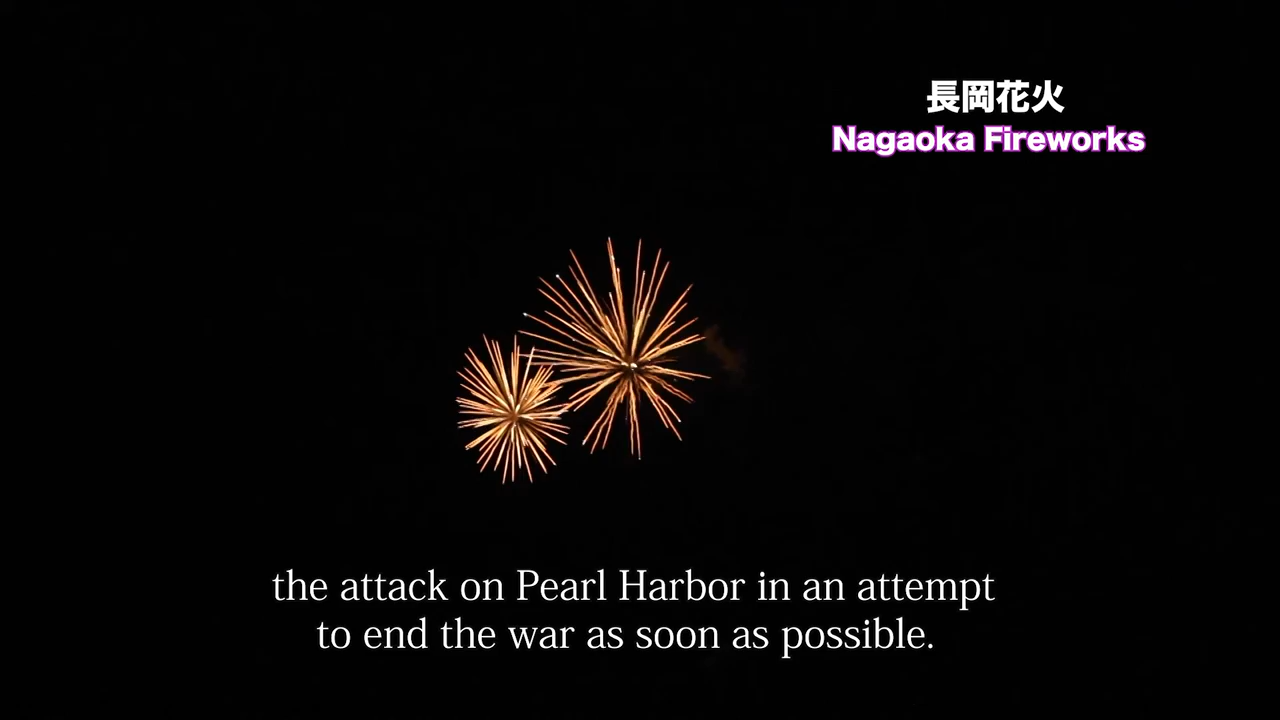 長岡花火
Nagaoka Fireworks
the attack on Pearl Harbor in an attempt
to end the war as soon as possible.